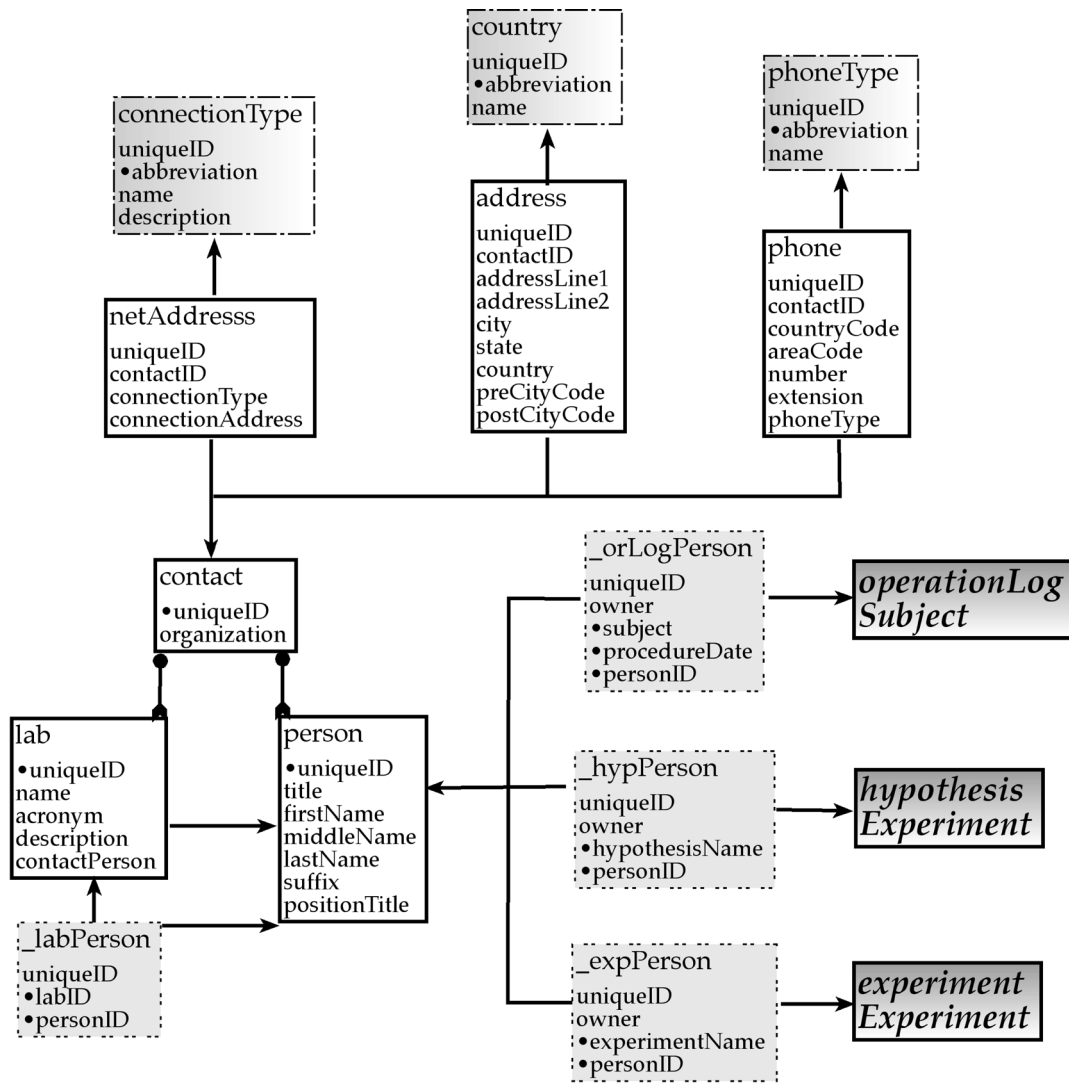 country
uniqueID
•abbreviation
name
phoneType
uniqueID
•abbreviation
name
connectionType
uniqueID
•abbreviation
name
description
address
uniqueID
contactID
addressLine1
addressLine2
city
state
country
preCityCode
postCityCode
phone
uniqueID
contactID
countryCode
areaCode
number
extension
phoneType
netAddresss
uniqueID
contactID
connectionType
connectionAddress
contact
•uniqueID
organization
_orLogPerson
uniqueID
owner
•subject
•procedureDate
•personID
operationLog
Subject
lab
•uniqueID
name
acronym
description
contactPerson
person
•uniqueID
title
firstName
middleName
lastName
suffix
positionTitle
_hypPerson
uniqueID
owner
•hypothesisName
•personID
hypothesis
Experiment
_labPerson
uniqueID
•labID
•personID
_expPerson
uniqueID
owner
•experimentName
•personID
experiment
Experiment